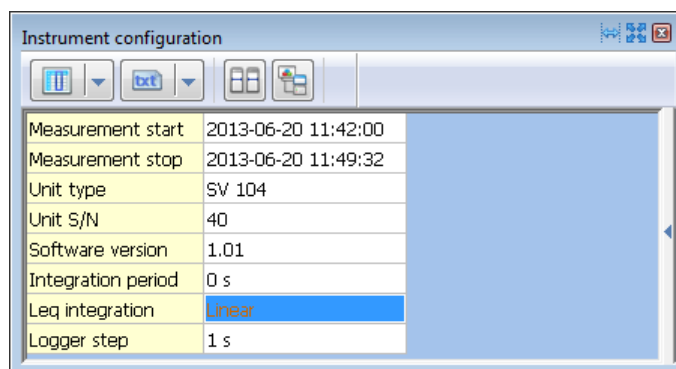 Instrument configuration
txt
Measurement start 2013-06-20 11:42:00
Measurement stop 2013-06-20 11:49:32
Unit type SV 104
Unit S/N 40
Software version 1.01
Integration period 0 s
Leq integration Linear
Logger step 1 s